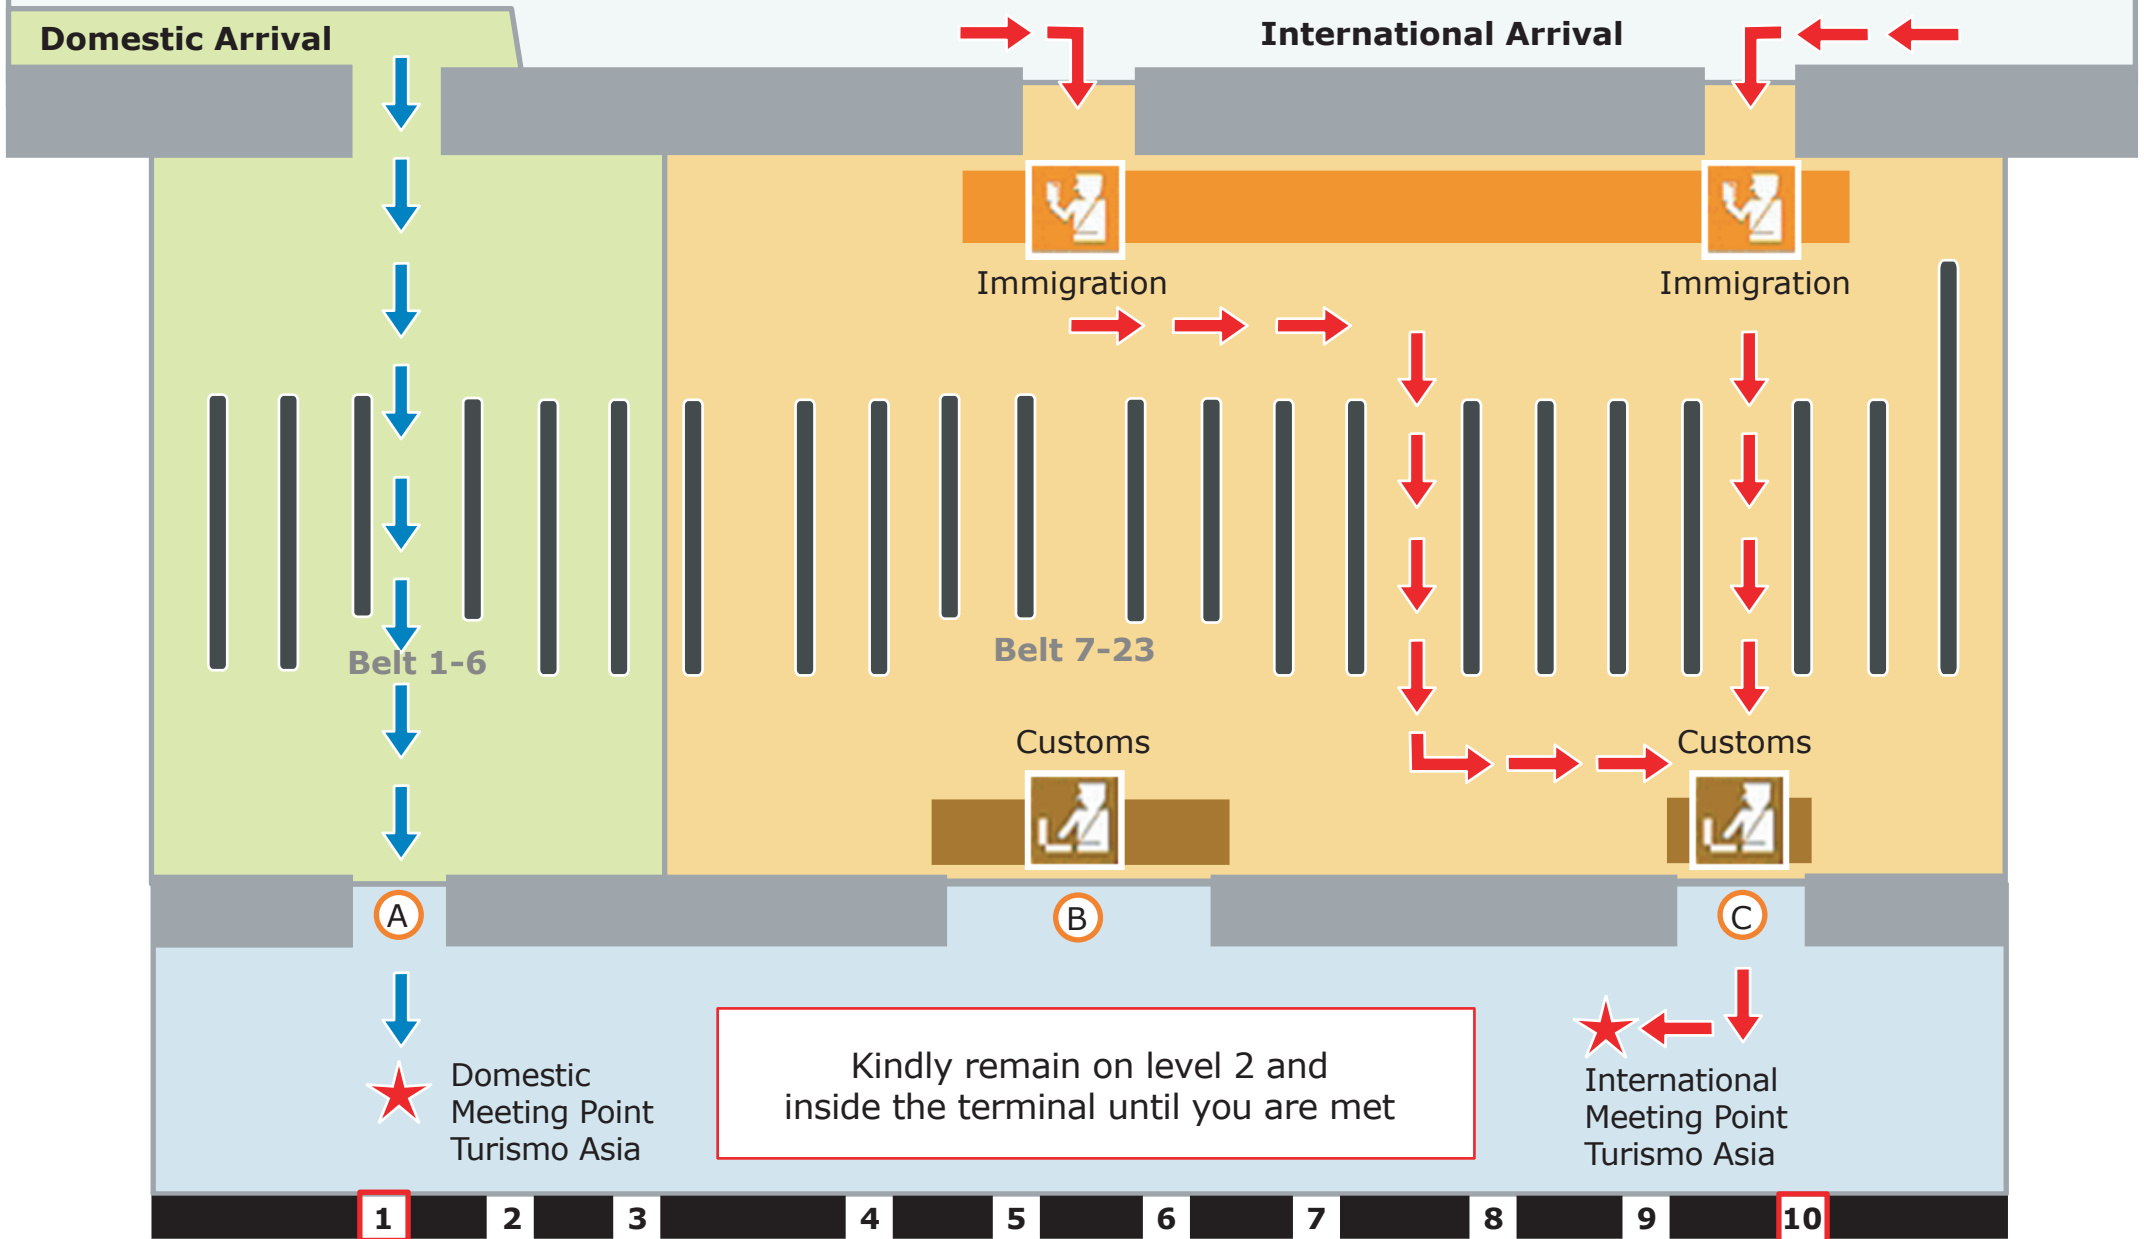 Domestic Arrival
International Arrival
Immigration
Immigration
Belt 1-6
Belt 7-23
Customs
Customs
A
B
C
Kindly remain on level 2 and
inside the terminal until you are met
Domestic
Meeting Point
Turismo Asia
International
Meeting Point
Turismo Asia
1 2 3 4 5 6 7 8 9 10